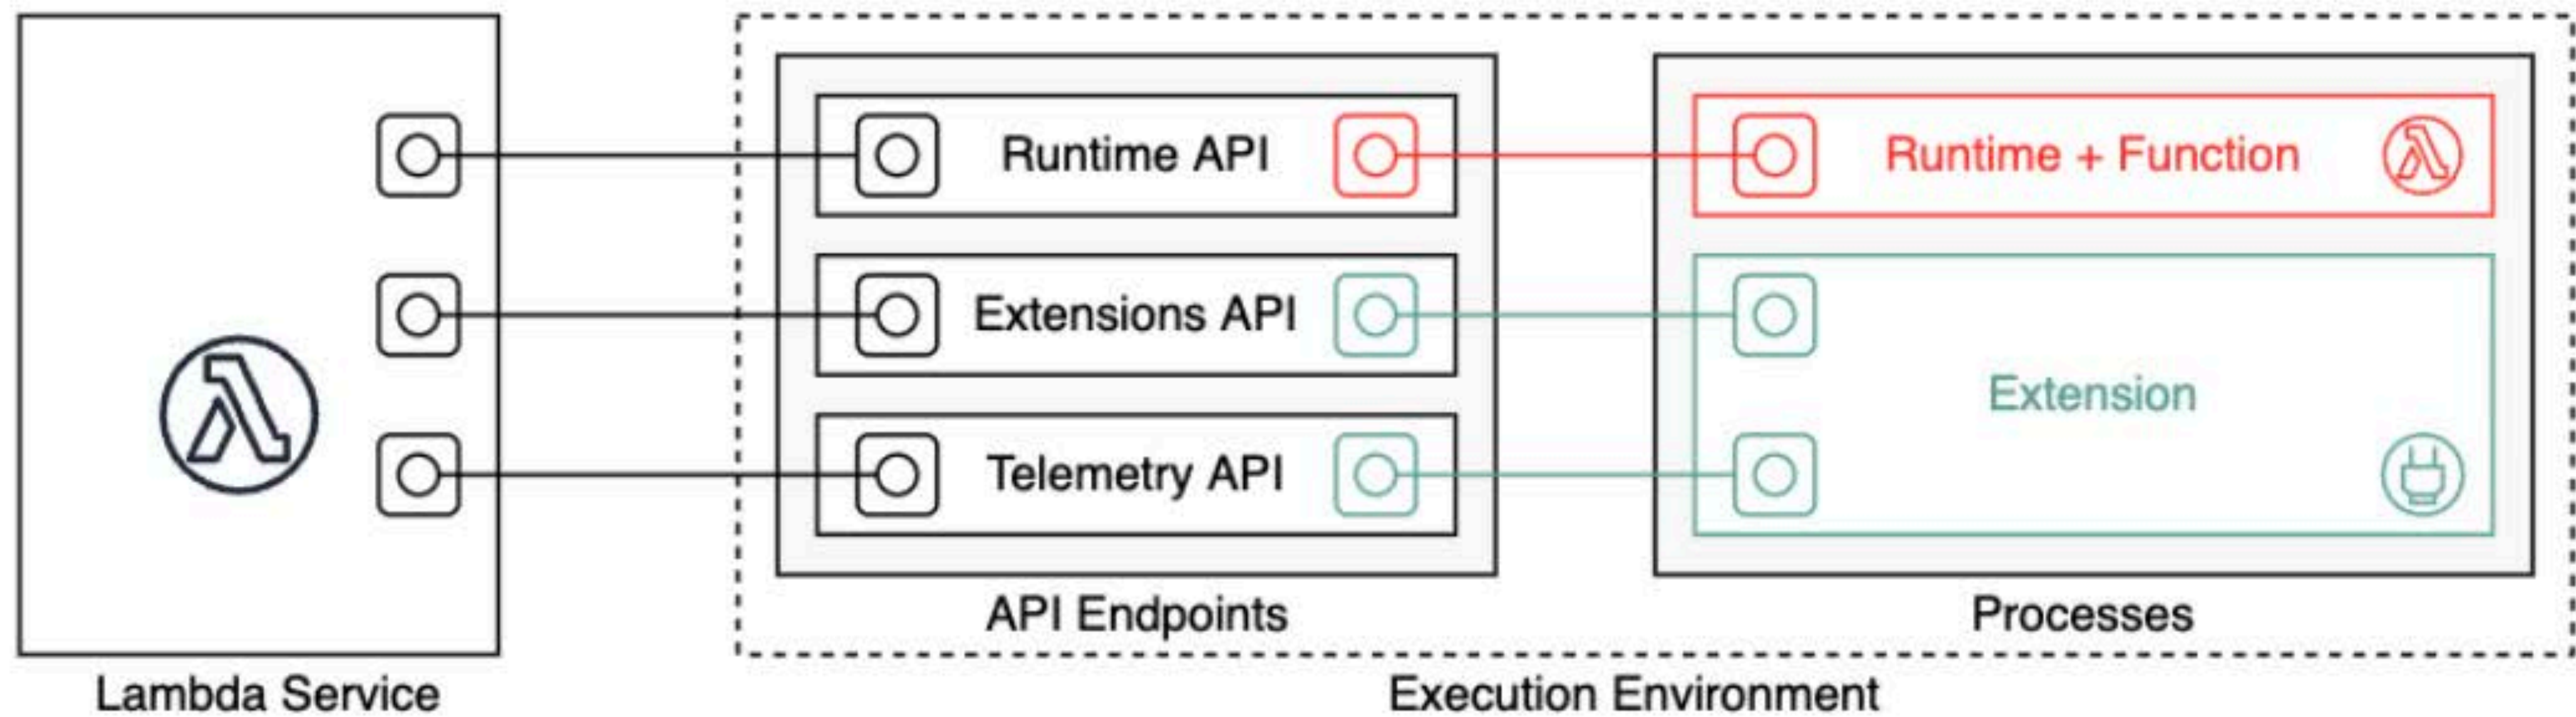 Runtime API
Runtime + Function
Extensions API
Extension
Telemetry API
API Endpoints
Processes
Lambda Service
Execution Environment